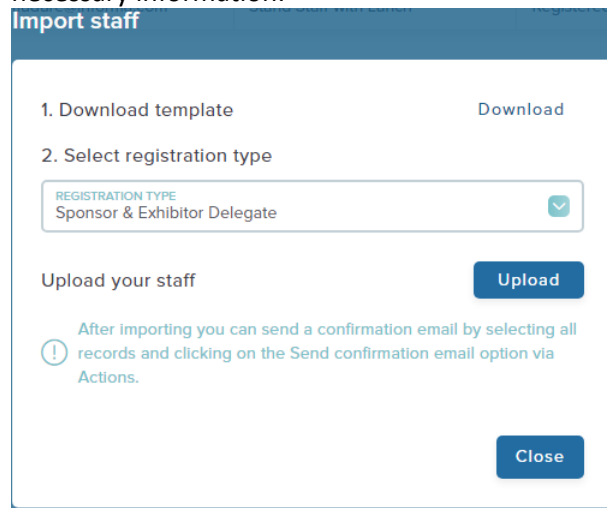 necessary information.
Import staff
1. Download template Download
2. Select registration type
REGISTRATION TYPE
Sponsor & Exhibitor Delegate
Upload your staff Upload
After importing you can send a confirmation email by selecting all
records and clicking on the Send confirmation email option via
Actions.
Close